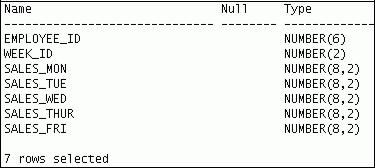 Name Null Type
------------------------------ -------- -------------
EMPLOYEE_ID NUMBER(6)
WEEK_ID NUMBER(2)
SALES_MON NUMBER(8,2)
SALES_TUE NUMBER(8,2)
SALES_WED NUMBER(8,2)
SALES_THUR NUMBER(8,2)
SALES_FRI NUMBER(8,2)
7 rows selected